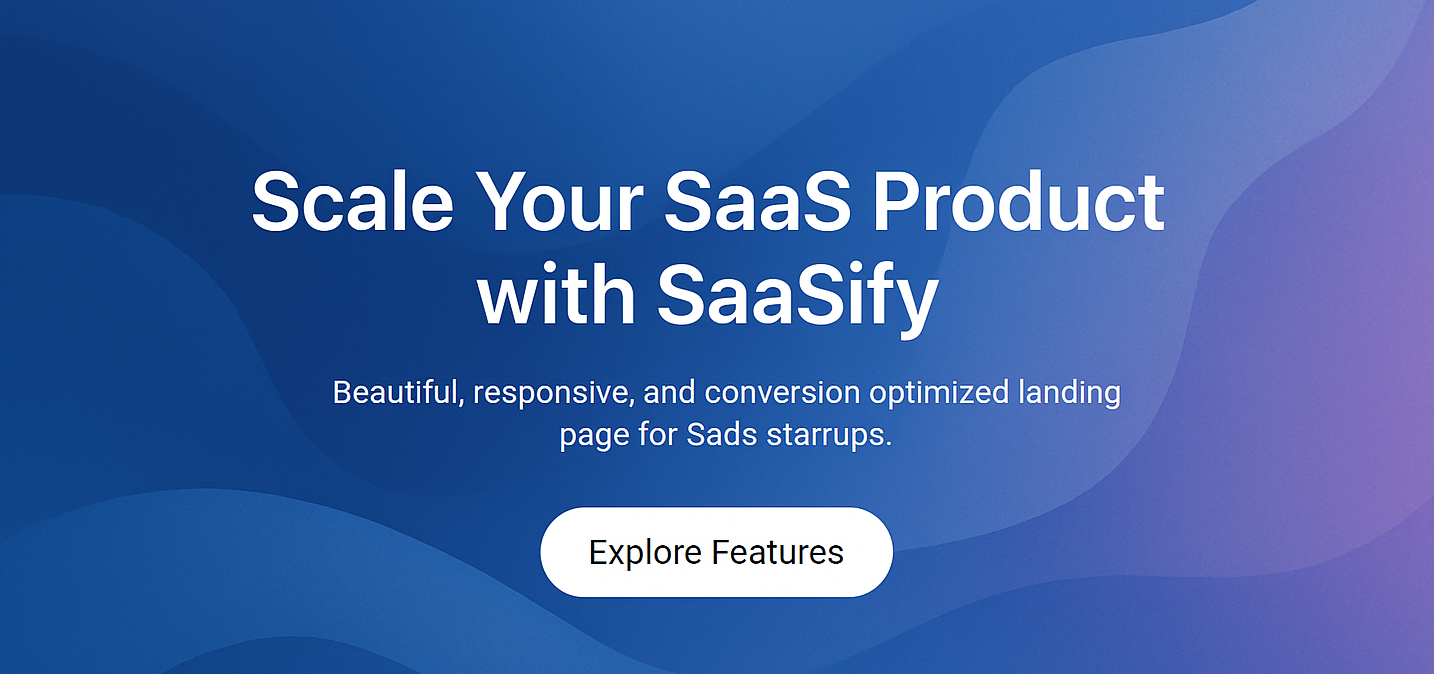 Scale Your SaaS Product
with SaaSify
Beautiful, responsive, and conversion optimized landing
page for Sads starrups.
Explore Features